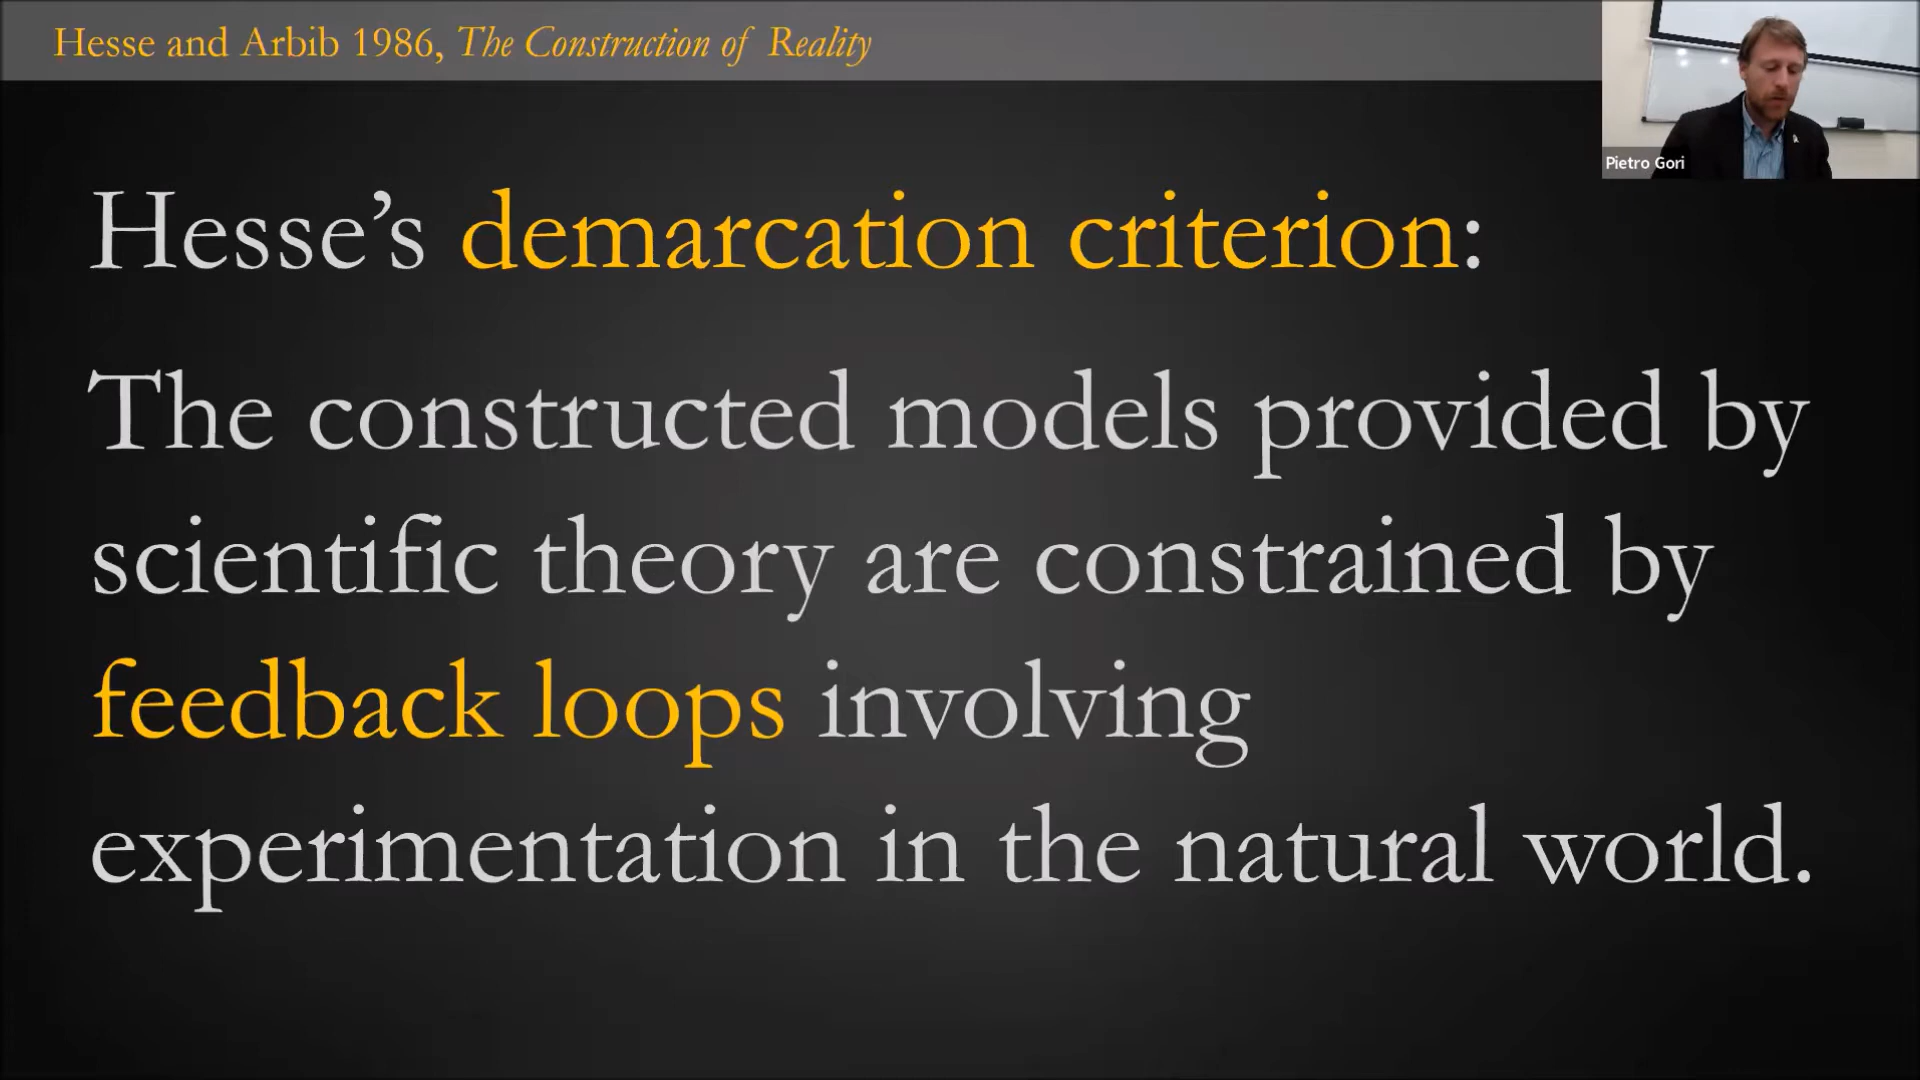 Hesse and Arbib 1986, The Construction of Reality
Pietro Gori
Hesse’s demarcation criterion:
The constructed models provided by
scientific theory are constrained by
feedback loops involving
experimentation in the natural world.